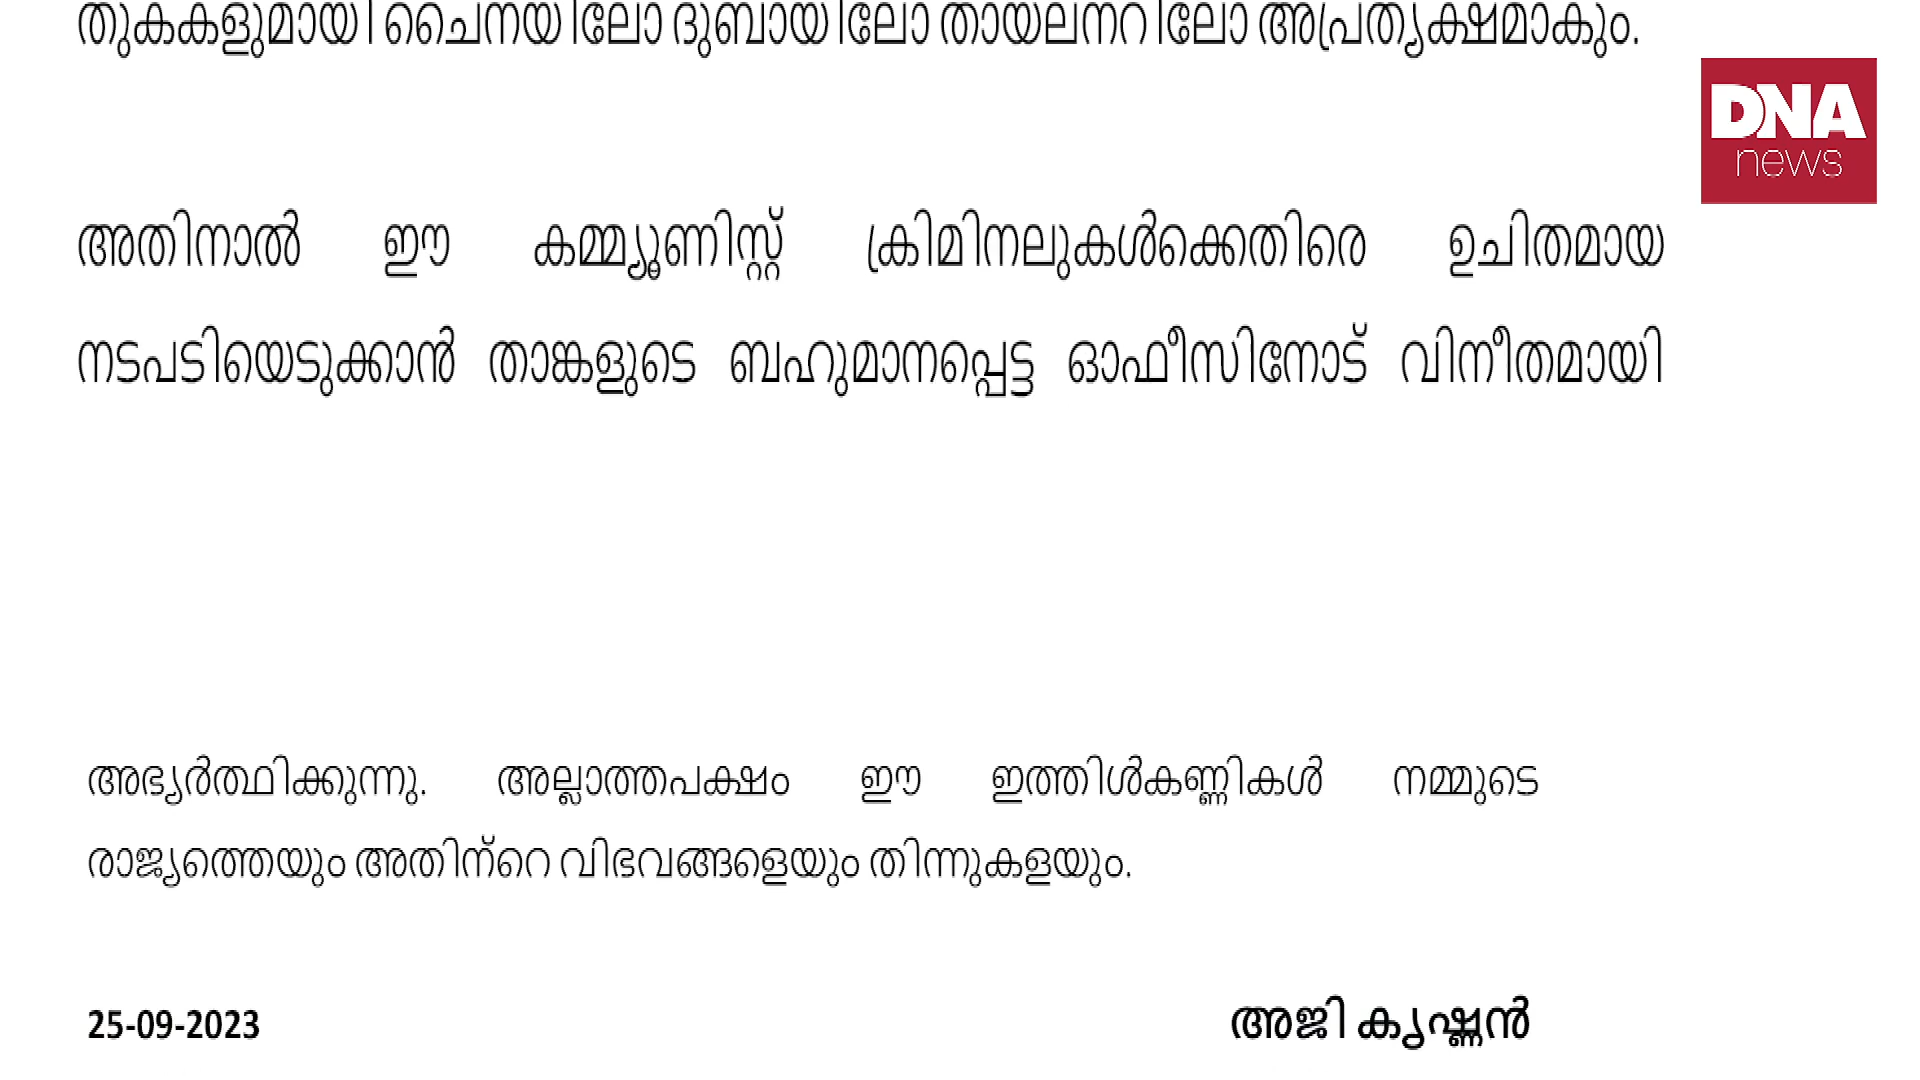 തുകകളുമായി ചൈനയിലോ ദുബായിലോ തായലനറിലോ അപ്രത്യക്ഷമാകും.
DNA
news
അതിനാൽ ഈ കമ്മ്യൂണിസ്റ്റ് ക്രിമിനലുകൾക്കെതിരെ ഉചിതമായ
നടപടിയെടുക്കാൻ താങ്കളുടെ ബഹുമാനപ്പെട്ട ഓഫീസിനോട് വിനീതമായി
അഭ്യർത്ഥിക്കുന്നു. അല്ലാത്തപക്ഷം ഈ ഇത്തിൾകണ്ണികൾ നമ്മുടെ
രാജ്യത്തെയും അതിന്റെ വിഭവങ്ങളെയും തിന്നുകളയും.
25-09-2023 അജി കൃഷ്ണൻ